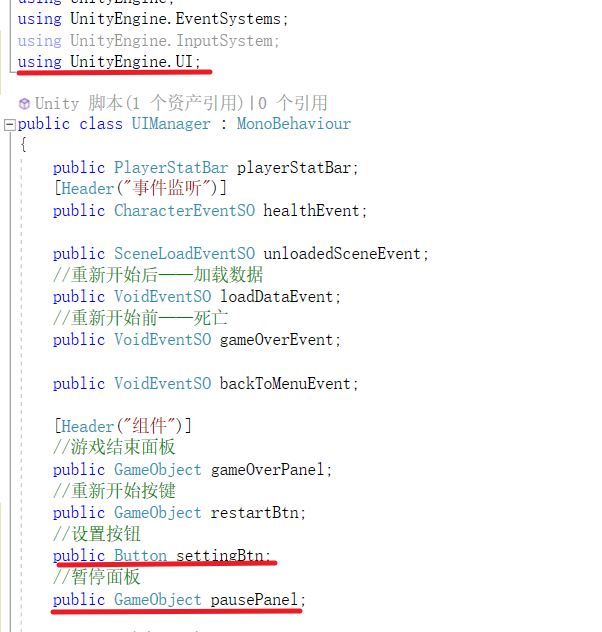 using UnityEngine;
using UnityEngine.EventSystems;
using UnityEngine.InputSystem;
using UnityEngine.UI;
Unity 脚本(1 个资产引用)|0 个引用
public class UIManager : MonoBehaviour
{
public PlayerStatBar playerStatBar;
[Header("事件监听")]
public CharacterEventSO healthEvent;
public SceneLoadEventSO unloadedSceneEvent;
//重新开始后——加载数据
public VoidEventSO loadDataEvent;
//重新开始前——死亡
public VoidEventSO gameOverEvent;
public VoidEventSO backToMenuEvent;
[Header("组件")]
//游戏结束面板
public GameObject gameOverPanel;
//重新开始按键
public GameObject restartBtn;
//设置按钮
public Button settingBtn;
//暂停面板
public GameObject pausePanel;